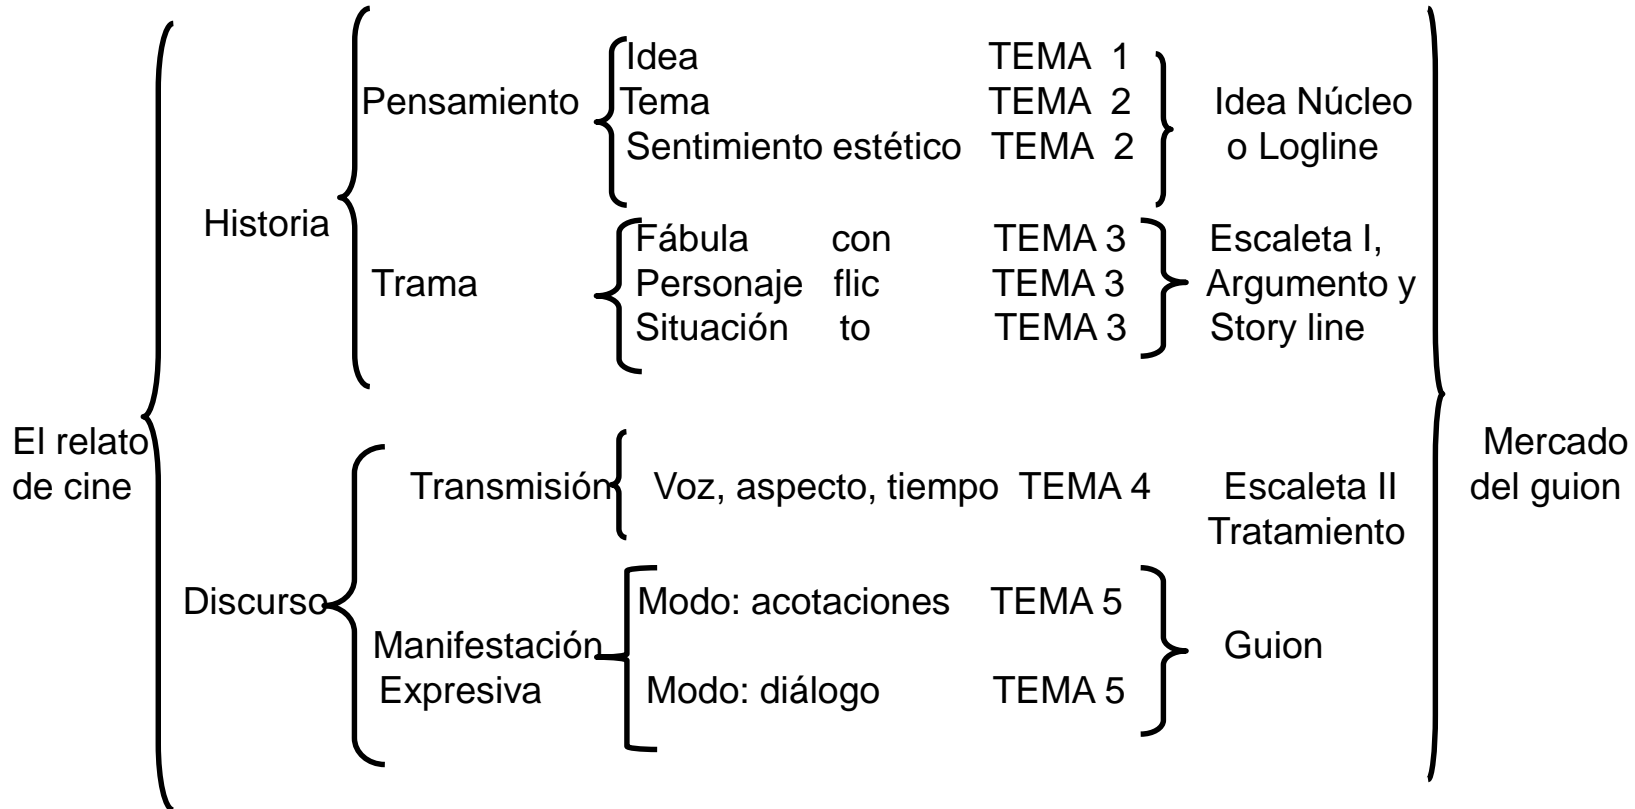 Idea TEMA 1
Pensamiento Tema TEMA 2 Idea Núcleo
Sentimiento estético TEMA 2 o Logline
Historia Fábula con TEMA 3 Escaleta I,
Trama Personaje flic TEMA 3 Argumento y
Situación to TEMA 3 Story line
El relato Mercado
de cine Transmisión Voz, aspecto, tiempo TEMA 4 Escaleta II del guion
Tratamiento
Discurso Modo: acotaciones TEMA 5
Manifestación Guion
Expresiva Modo: diálogo TEMA 5